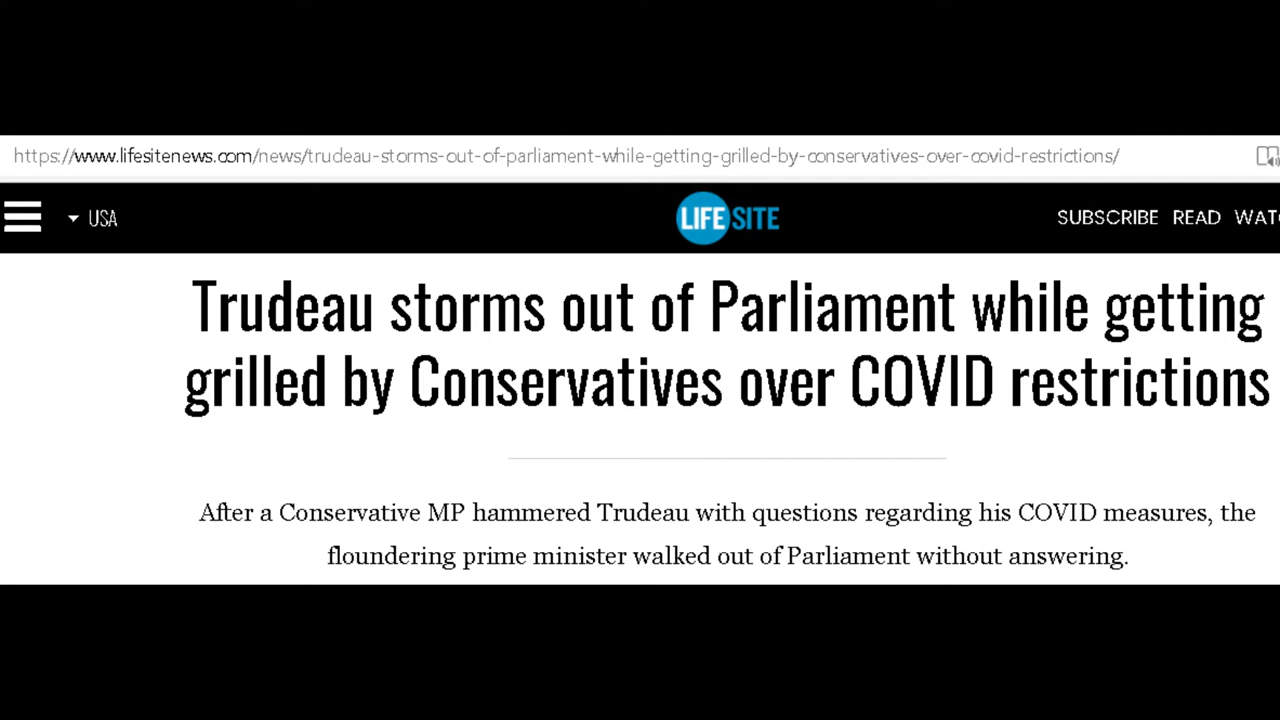 https://www.lifesitenews.com/news/trudeau-storms-out-of-parliament-while-getting-grilled-by-conservatives-over-covid-restrictions/
USA LIFESITE SUBSCRIBE READ WATC
Trudeau storms out of Parliament while getting
grilled by Conservatives over COVID restrictions
After a Conservative MP hammered Trudeau with questions regarding his COVID measures, the
floundering prime minister walked out of Parliament without answering.